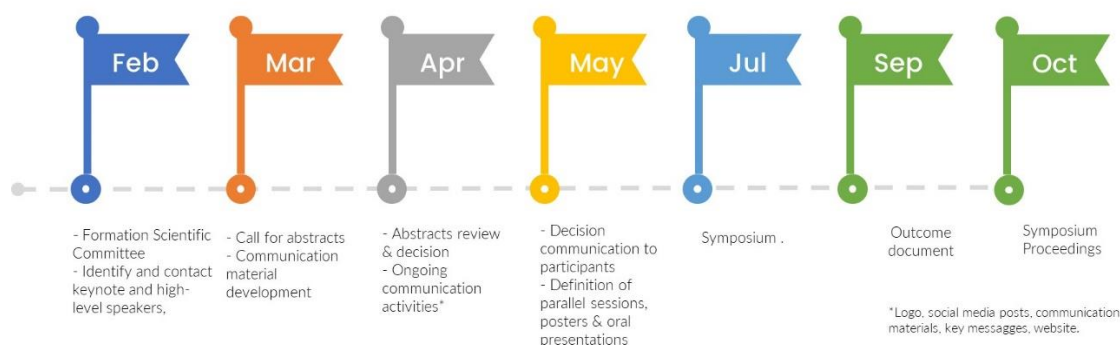 Feb
Mar
Apr
May
Jul
Sep
Oct
- Formation Scientific
Committee
- Identify and contact
keynote and high-
level speakers,
- Call for abstracts
- Communication
material
development
- Abstracts review
& decision
- Ongoing
communication
activities*
- Decision
communication to
participants
- Definition of
parallel sessions,
posters & oral
presentations
Symposium .
Outcome
document
Symposium
Proceedings
*Logo, social media posts, communication
materials, key messagges, website.